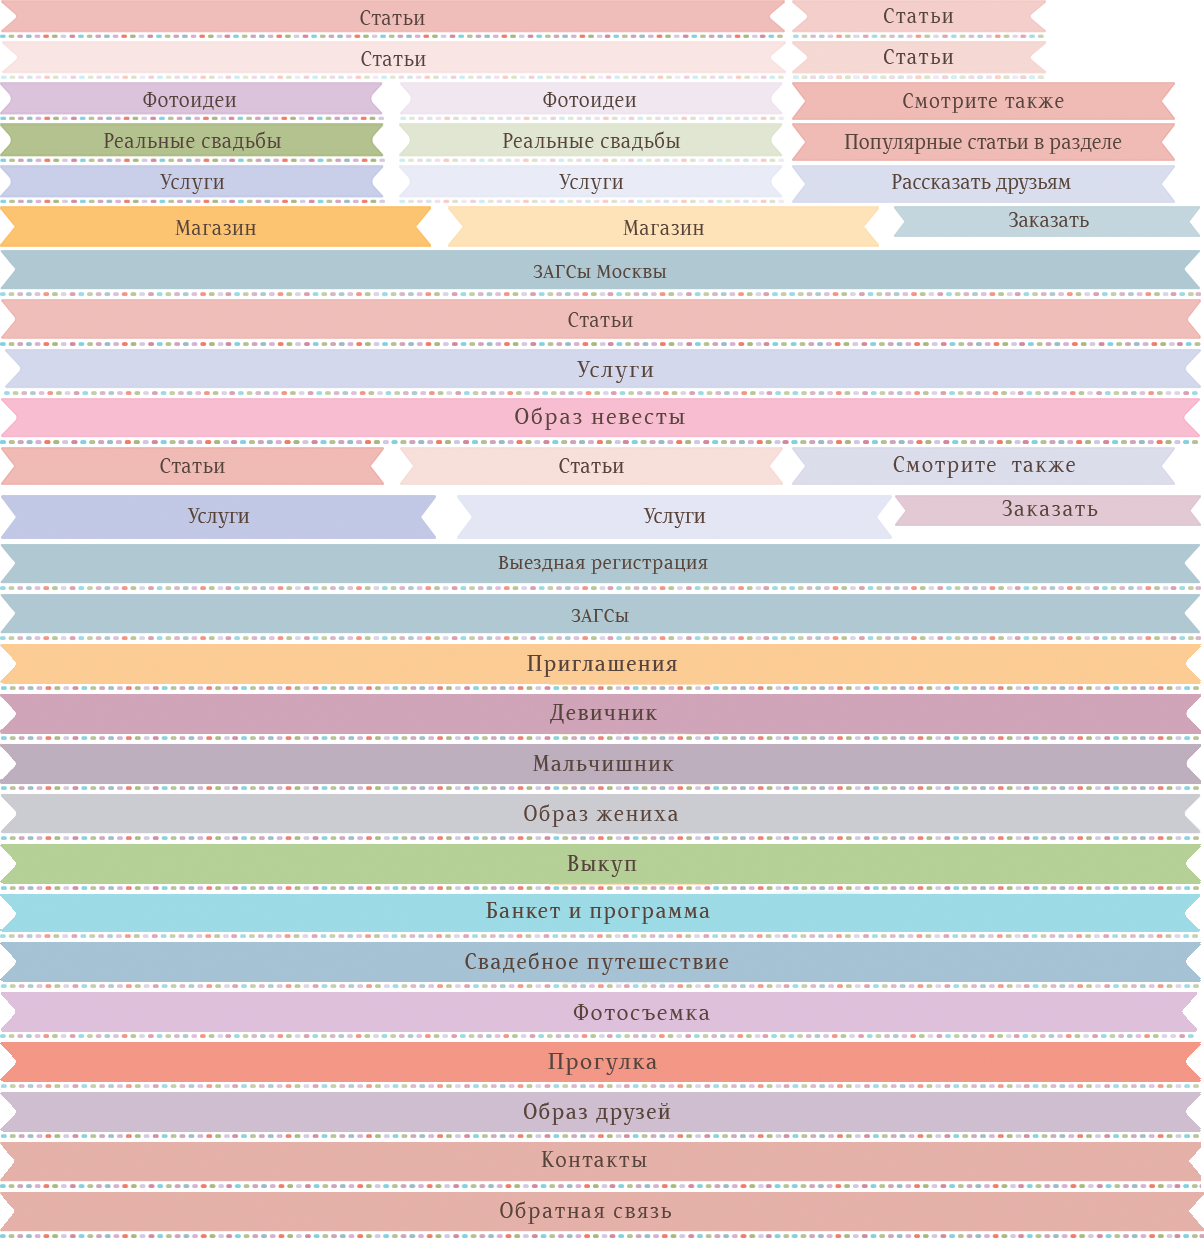 Статьи
Статьи
Статьи
Статьи
Фотоидеи
Фотоидеи
Смотрите также
Реальные свадьбы
Реальные свадьбы
Популярные статьи в разделе
Услуги
Услуги
Рассказать друзьям
Магазин
Магазин
Заказать
ЗАГСы Москвы
Статьи
Услуги
Образ невесты
Статьи
Статьи
Смотрите также
Услуги
Услуги
Заказать
Выездная регистрация
ЗАГСы
Приглашения
Девичник
Мальчишник
Образ жениха
Выкуп
Банкет и программа
Свадебное путешествие
Фотосъемка
Прогулка
Образ друзей
Контакты
Обратная связь